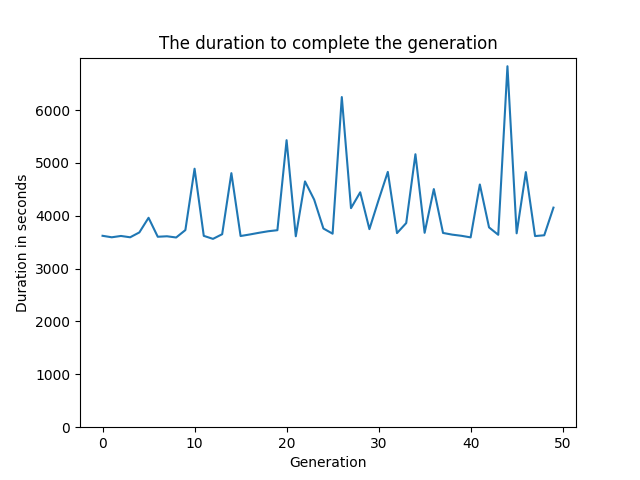 The duration to complete the generation
6000
5000
4000
3000
2000
1000
0
Duration in seconds
0 10 20 30 40 50
Generation